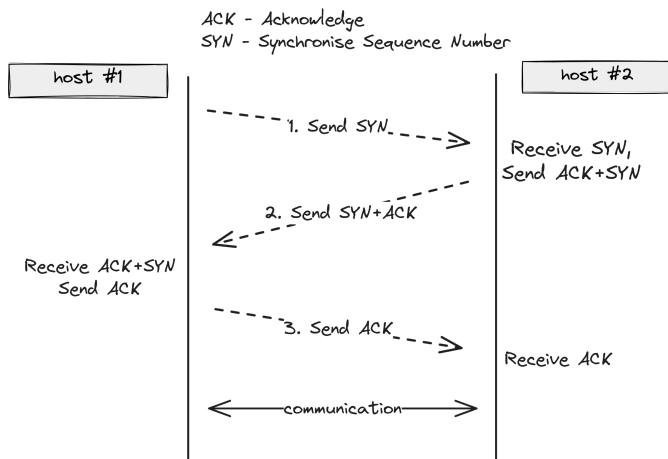 ACK - Acknowledge
SYN - Synchronise Sequence Number
host #1
host #2
1. Send SYN
Receive SYN,
Send ACK+SYN
2. Send SYN+ACK
Receive ACK+SYN
Send ACK
3. Send ACK
Receive ACK
communication